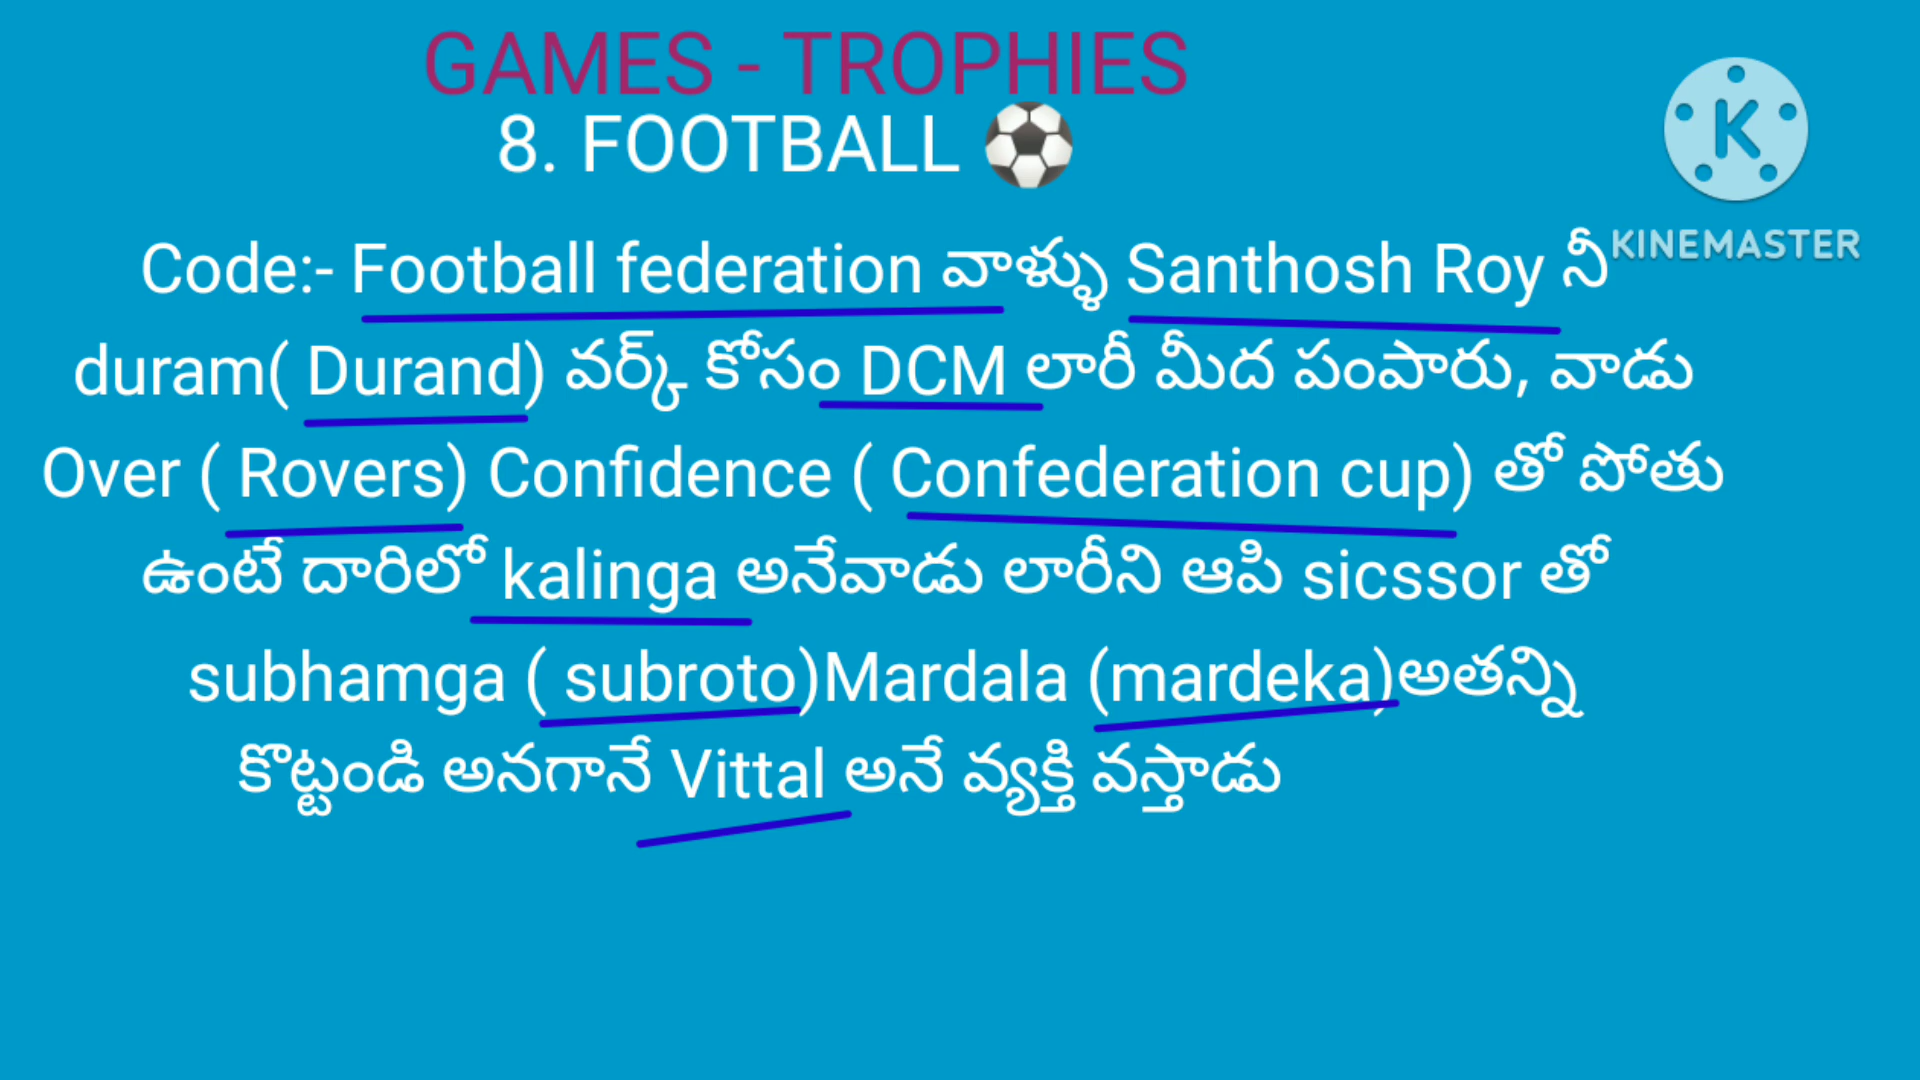 GAMES - TROPHIES
8. FOOTBALL ⚽
Code:- Football federation వాళ్ళు Santhosh Roy నీ
duram( Durand) వర్క్ కోసం DCM లారీ మీద పంపారు, వాడు
Over ( Rovers) Confidence ( Confederation cup) తో పోతు
ఉంటే దారిలో kalinga అనేవాడు లారీని ఆపి sicssor తో
subhamga ( subroto)Mardala (mardeka)అతన్ని
కొట్టండి అనగానే Vittal అనే వ్యక్తి వస్తాడు
K
KINEMASTER